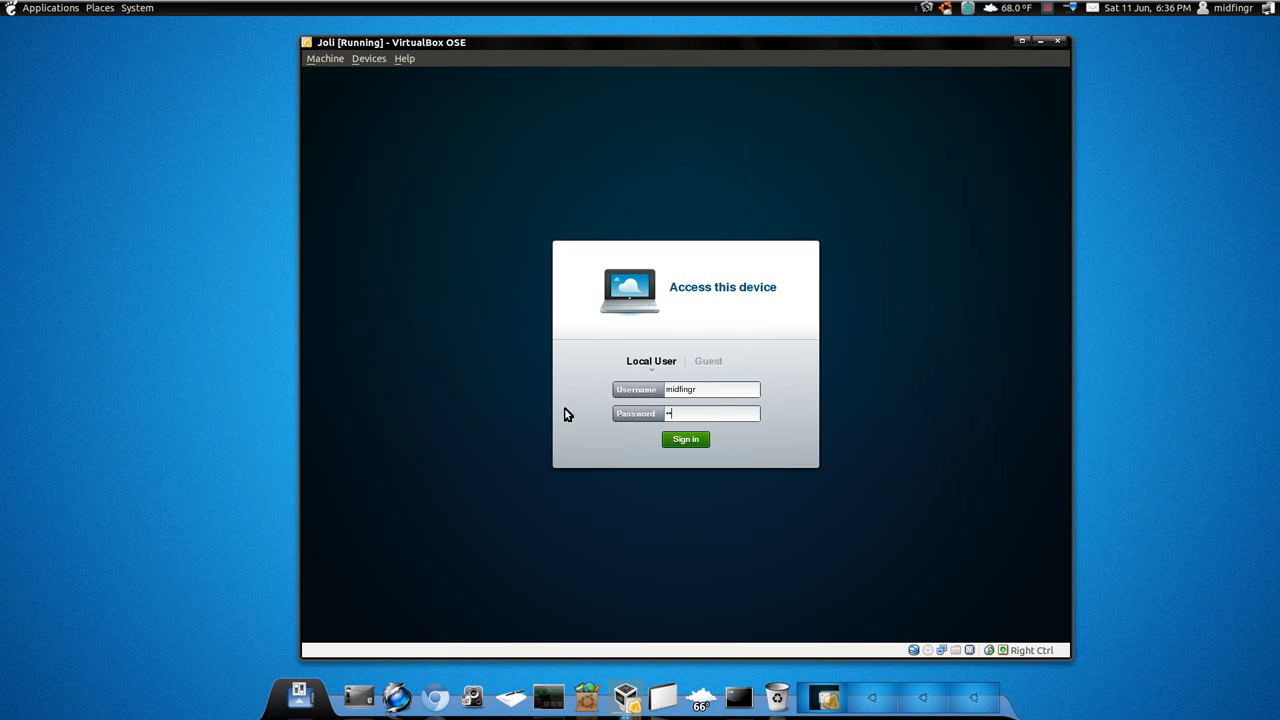 Applications Places System 68.0 °F Sat 11 Jun, 6:36 PM midfingr
Joli [Running] - VirtualBox OSE
Machine Devices Help
Access this device
Local User Guest
Username midfingr
Password ••
Sign in
Right Ctrl
66°